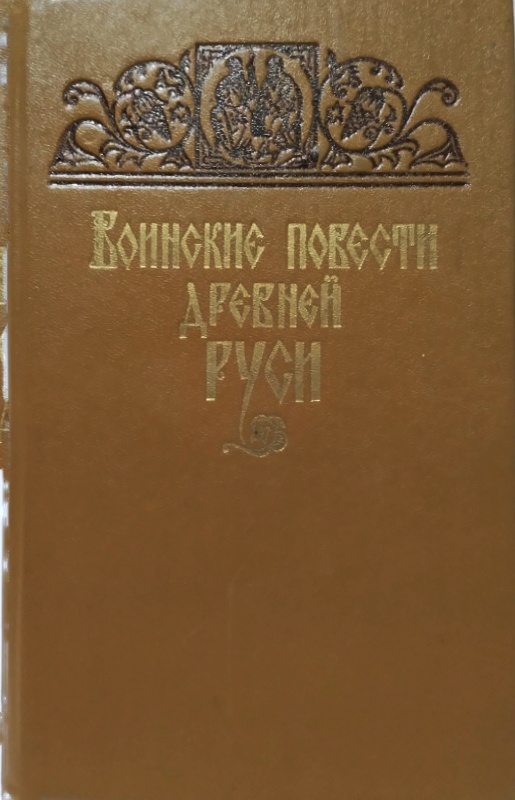 Воинские повести
древней
Руси